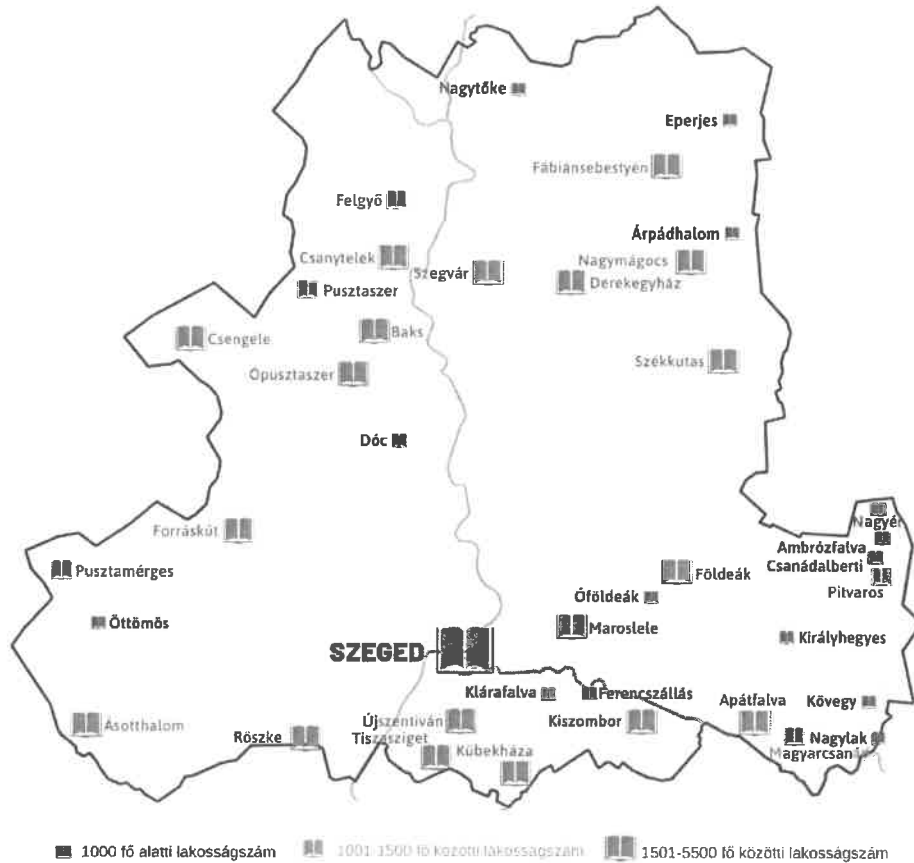 Nagytőke
Eperjes
Fábiánsebestyén
Felgyő
Árpádhalom
Csanytelek
Szegvár
Nagymágocs
Derekegyház
Pusztaszer
Csengele
Baks
Ópusztaszer
Székkutas
Dóc
Forráskút
Nagyér
Ambrózfalva
Csanádalberti
Pitvaros
Pusztamérges
Földeák
Óföldeák
Öttömös
Maroslele
Királyhegyes
SZEGED
Klárafalva
Ferencszállás
Apátfalva
Kövegy
Ásotthalom
Röszke
Újszentiván
Tiszasziget
Kiszombor
Nagylak
Magyarcsanád
Kübekháza
1000 fő alatti lakosságszám
1001-1500 fő közötti lakosságszám
1501-5500 fő közötti lakosságszám